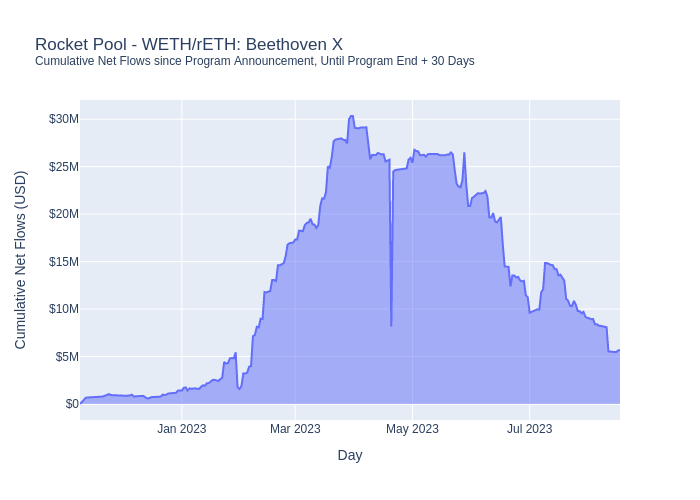 Rocket Pool - WETH/rETH: Beethoven X
Cumulative Net Flows since Program Announcement, Until Program End + 30 Days
Cumulative Net Flows (USD)
$30M
$25M
$20M
$15M
$10M
$5M
$0
Jan 2023
Mar 2023
May 2023
Jul 2023
Day